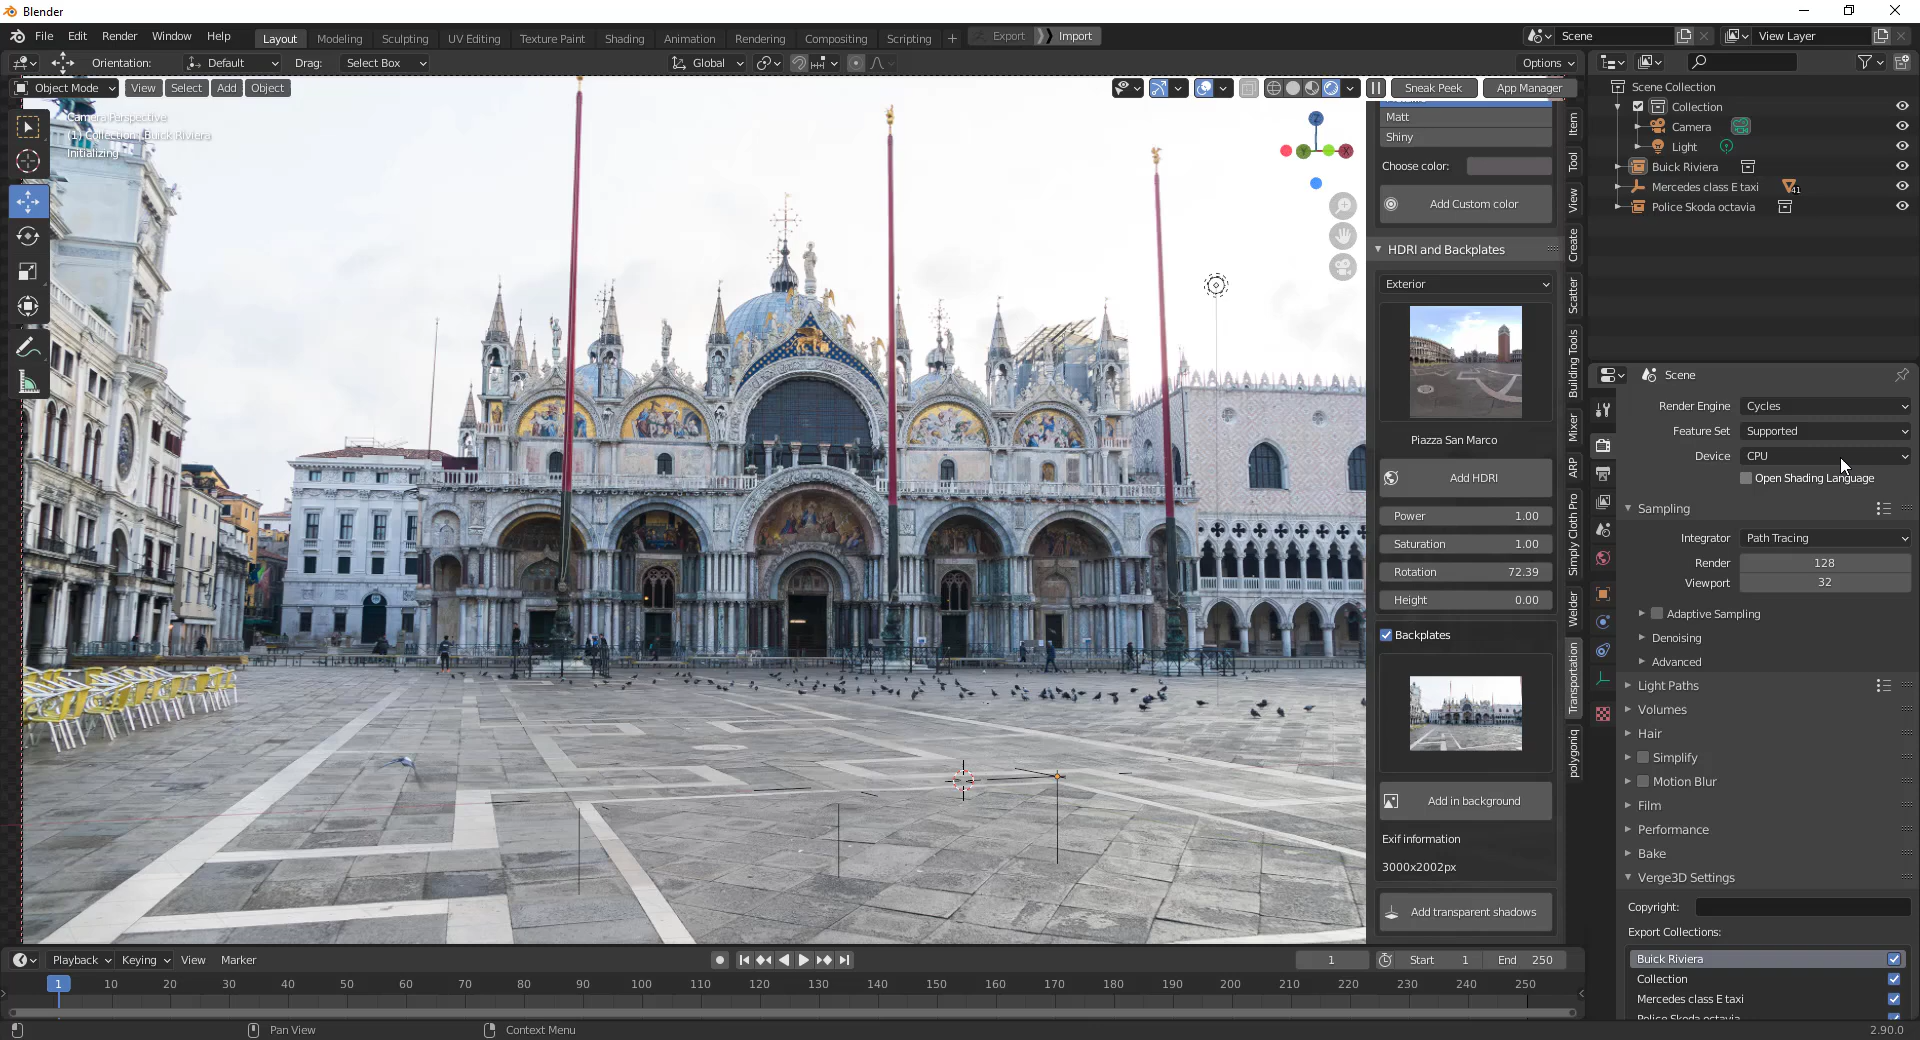 Blender
File Edit Render Window Help
Layout Modeling Sculpting UV Editing Texture Paint Shading Animation Rendering Compositing Scripting + Export Import
Scene
View Layer
Orientation: Default Drag: Select Box
Global
Options
Object Mode View Select Add Object
Sneak Peek App Manager
Camera Perspective
(1) Collection | Buick Riviera
Initializing
Z
Y
X
Matt
Shiny
Choose color:
Add Custom color
HDRI and Backplates
Exterior
Piazza San Marco
Add HDRI
Power 1.00
Saturation 1.00
Rotation 72.39
Height 0.00
Backplates
Add in background
Exif information
3000x2002px
Add transparent shadows
Item
Tool
View
Create
Scatter
Building Tools
Mixer
ARP
Simply Cloth Pro
Welder
Transportation
polygoniq
Scene Collection
Collection
Camera
Light
Buick Riviera
Mercedes class E taxi 41
Police Skoda octavia
Scene
Render Engine Cycles
Feature Set Supported
Device CPU
Open Shading Language
Sampling
Integrator Path Tracing
Render 128
Viewport 32
Adaptive Sampling
Denoising
Advanced
Light Paths
Volumes
Hair
Simplify
Motion Blur
Film
Performance
Bake
Verge3D Settings
Copyright:
Export Collections:
Buick Riviera
Collection
Mercedes class E taxi
Police Skoda octavia
Playback Keying View Marker
1 Start 1 End 250
1 10 20 30 40 50 60 70 80 90 100 110 120 130 140 150 160 170 180 190 200 210 220 230 240 250
Pan View Context Menu
2.90.0